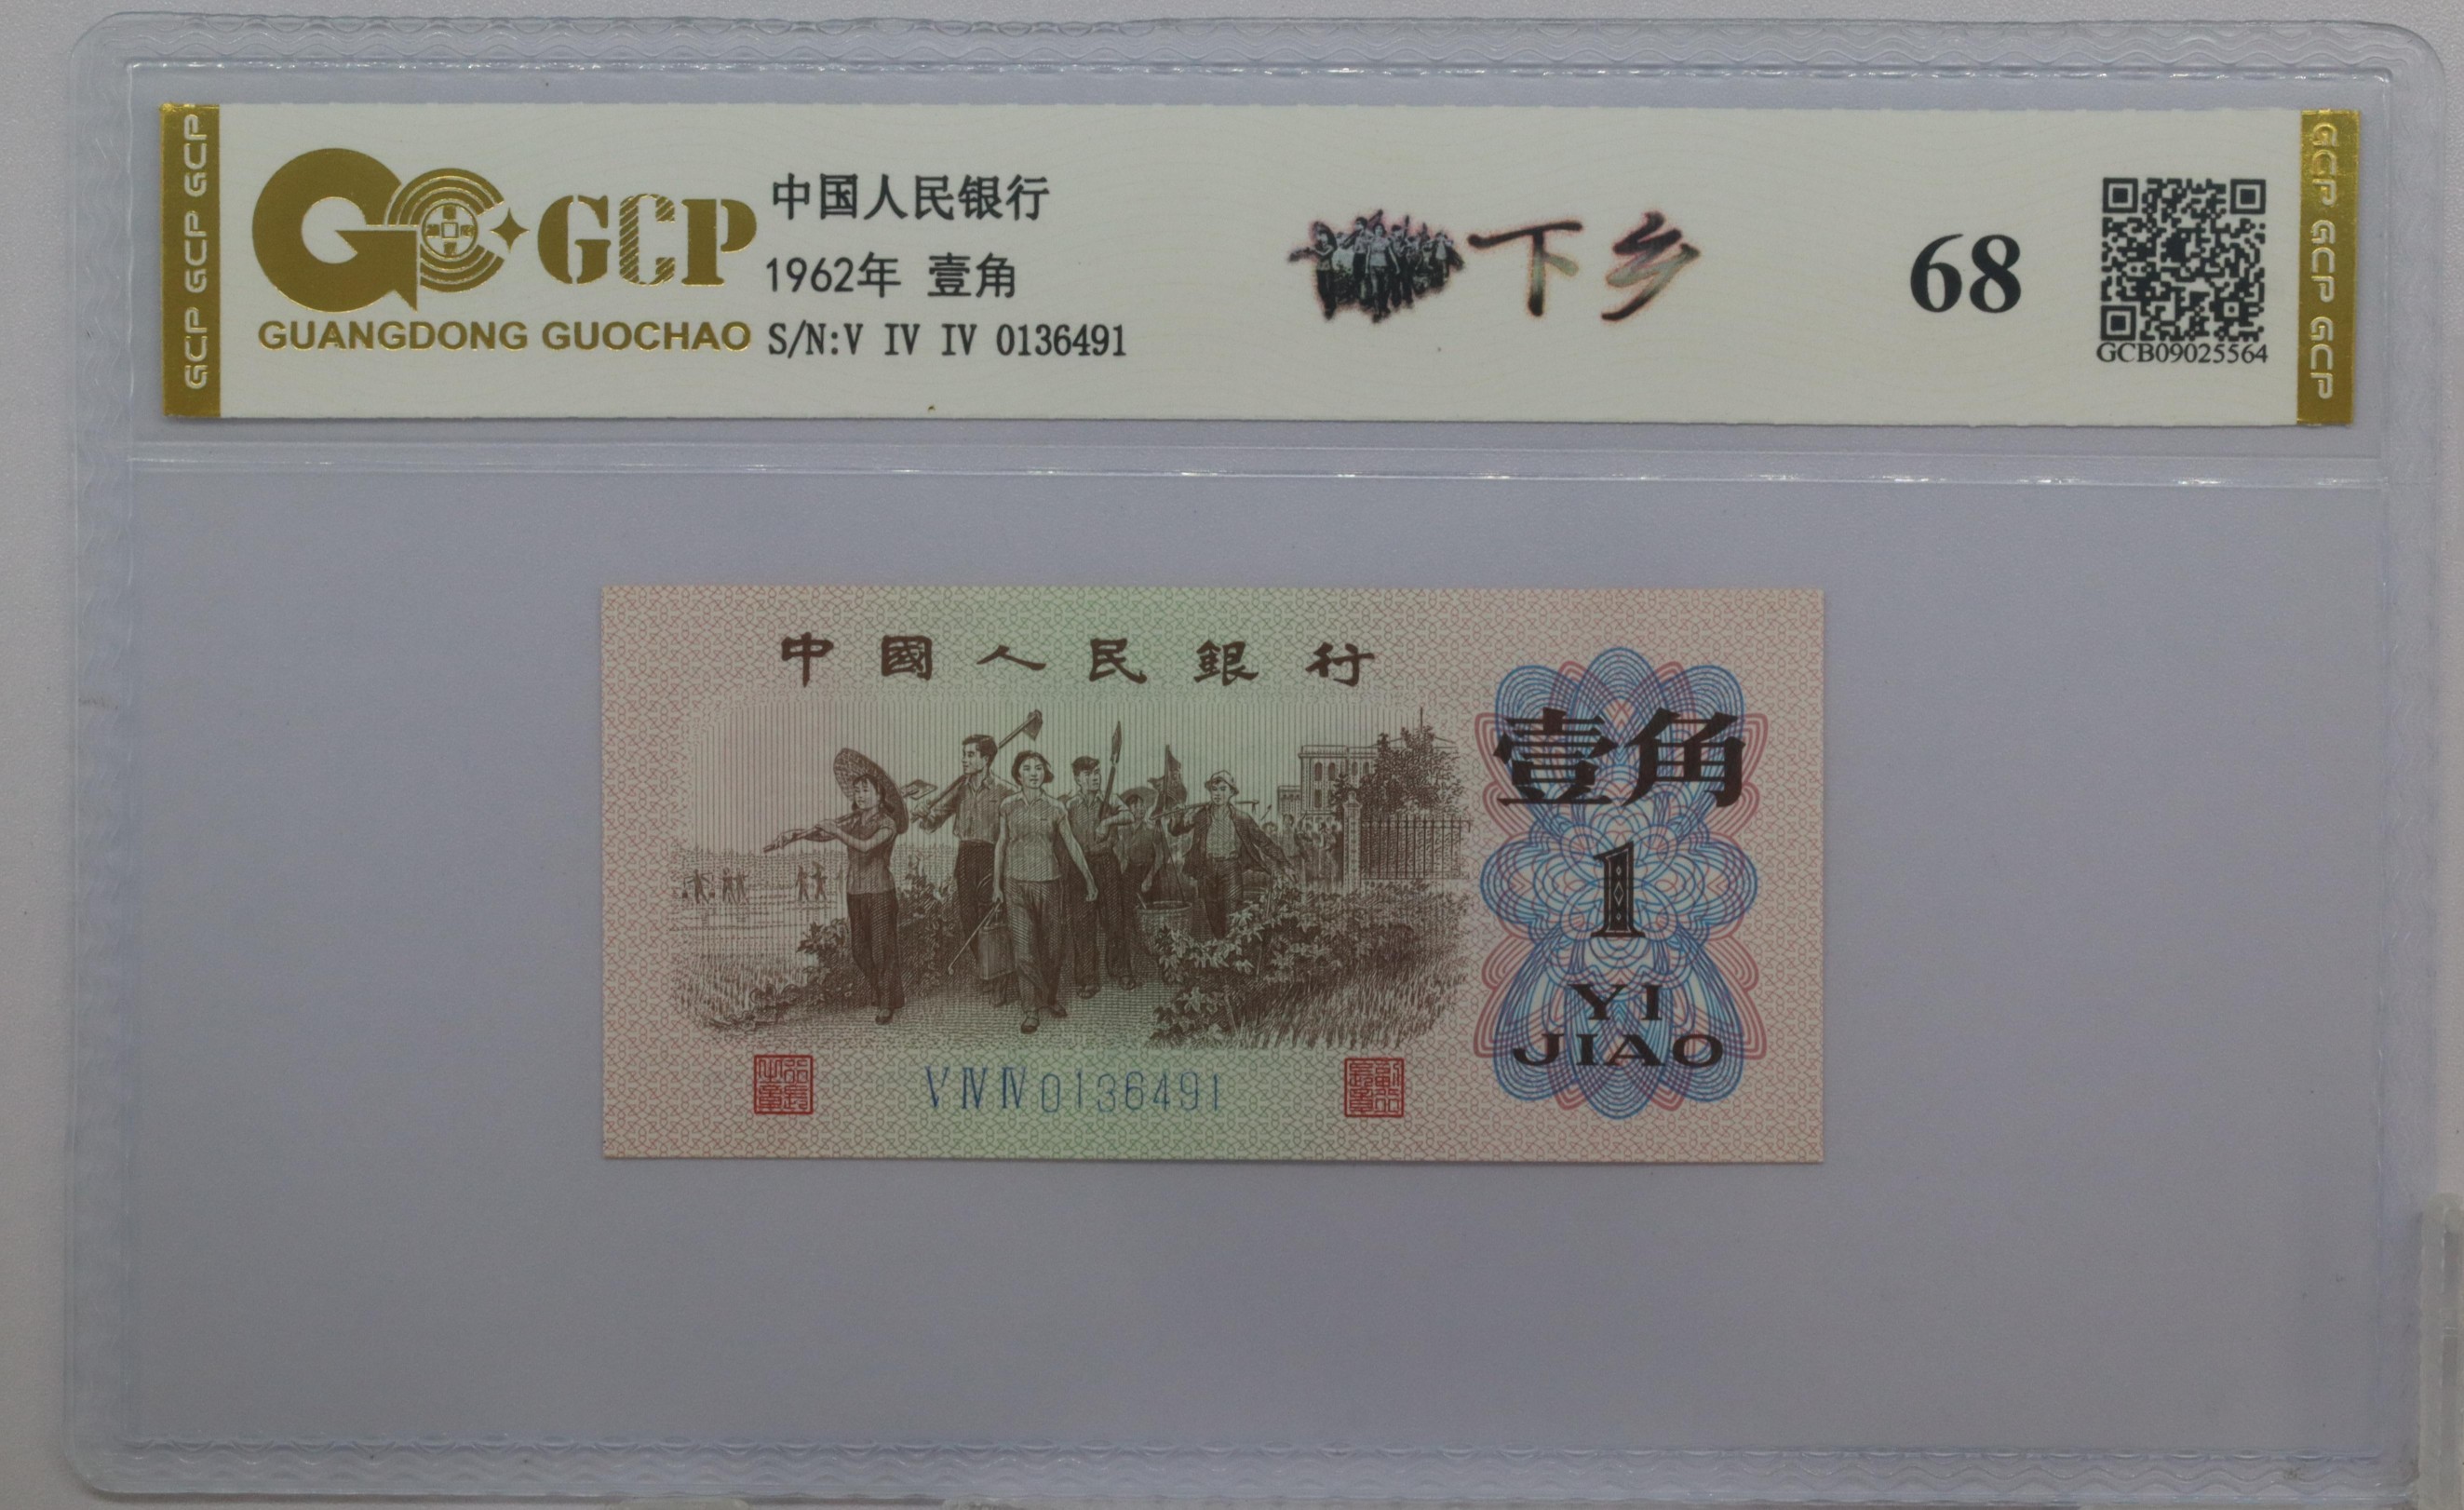 GCP GCP GCP
GCP
GUANGDONG GUOCHAO
中国人民银行
1962年 壹角
S/N:V IV IV 0136491
下乡
68
GCB09025564
GCP GCP GCP
中國人民銀行
壹角
1
YI
JIAO
V IV IV 0136491